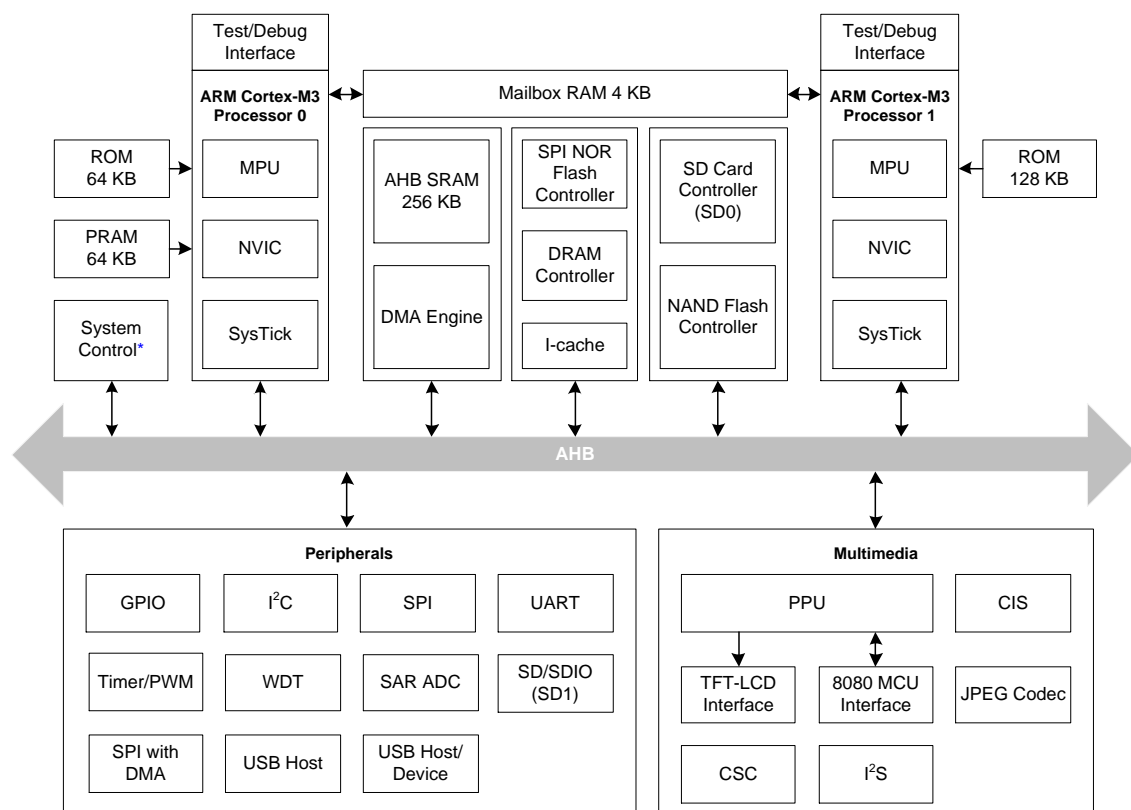 Test/Debug
Interface
ARM Cortex-M3
Processor 0
MPU
NVIC
SysTick
ROM
64 KB
PRAM
64 KB
System
Control*
Mailbox RAM 4 KB
AHB SRAM
256 KB
DMA Engine
SPI NOR
Flash
Controller
DRAM
Controller
I-cache
SD Card
Controller
(SD0)
NAND Flash
Controller
Test/Debug
Interface
ARM Cortex-M3
Processor 1
MPU
NVIC
SysTick
ROM
128 KB
AHB
Peripherals
GPIO
I²C
SPI
UART
Timer/PWM
WDT
SAR ADC
SD/SDIO
(SD1)
SPI with
DMA
USB Host
USB Host/
Device
Multimedia
PPU
CIS
TFT-LCD
Interface
8080 MCU
Interface
JPEG Codec
CSC
I²S